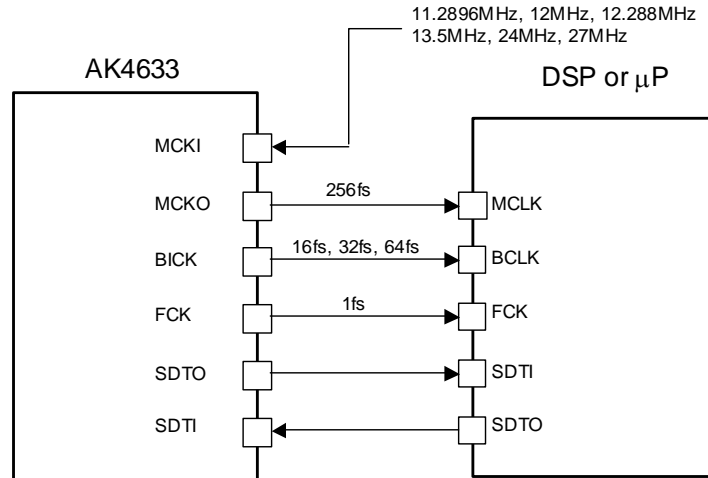 11.2896MHz, 12MHz, 12.288MHz
13.5MHz, 24MHz, 27MHz
AK4633
DSP or μP
MCKI
MCKO
256fs
MCLK
BICK
16fs, 32fs, 64fs
BCLK
FCK
1fs
FCK
SDTO
SDTI
SDTI
SDTO